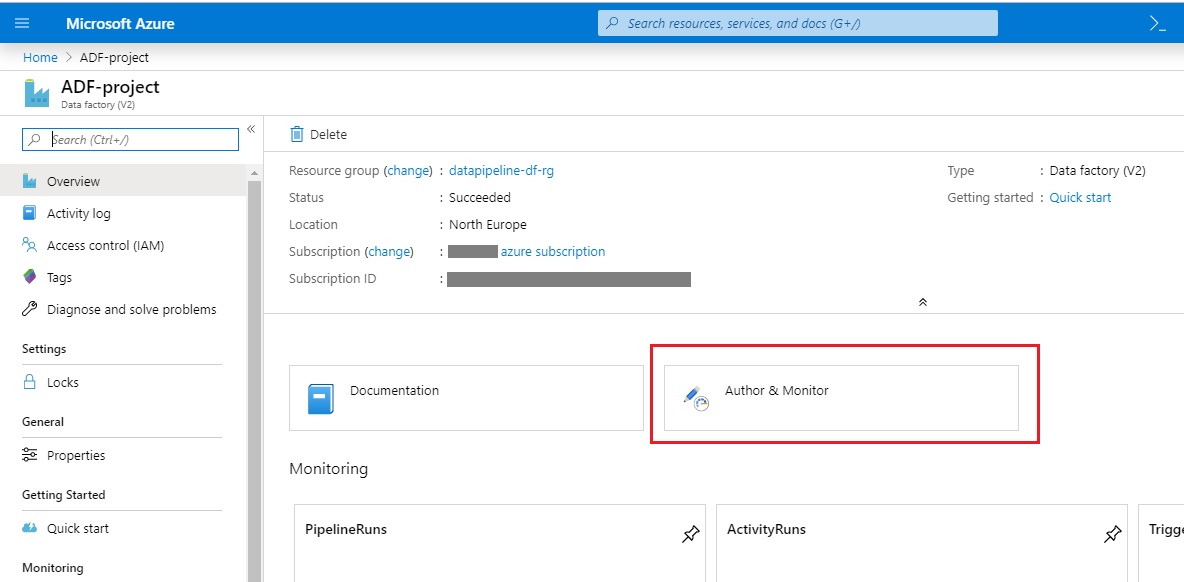 Microsoft Azure
Search resources, services, and docs (G+/)
Home > ADF-project
ADF-project
Data factory (V2)
Search (Ctrl+/)
Overview
Activity log
Access control (IAM)
Tags
Diagnose and solve problems
Settings
Locks
General
Properties
Getting Started
Quick start
Monitoring
Delete
Resource group (change) : datapipeline-df-rg
Status : Succeeded
Location : North Europe
Subscription (change) : azure subscription
Subscription ID :
Type : Data factory (V2)
Getting started : Quick start
Documentation
Author & Monitor
Monitoring
PipelineRuns
ActivityRuns